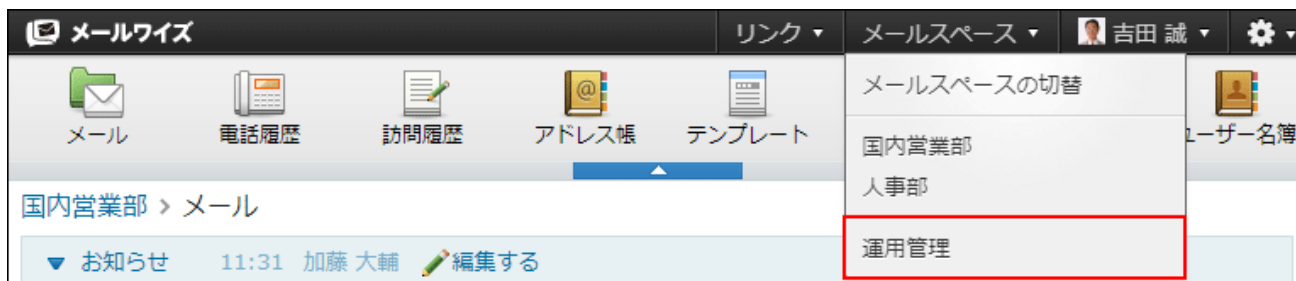 メールワイズ リンク メールスペース 吉田 誠
メールスペースの切替
メール 電話履歴 訪問履歴 アドレス帳 テンプレート ーザー名簿
国内営業部
人事部
国内営業部 > メール
運用管理
お知らせ 11:31 加藤 大輔 編集する